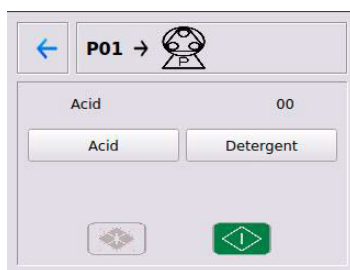 P01 → P
Acid 00
Acid Detergent